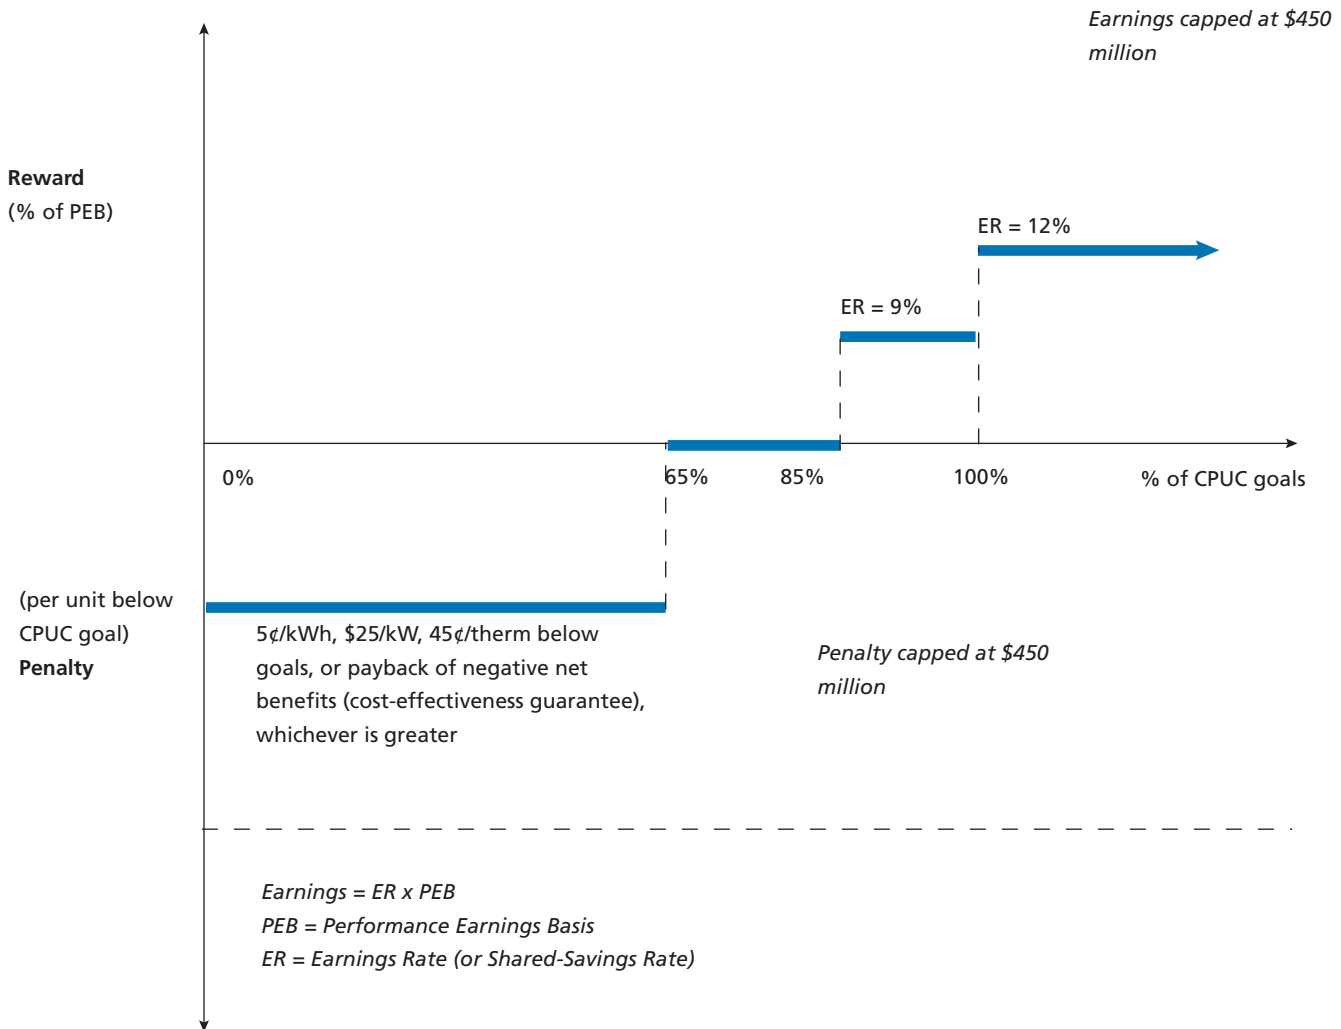 Earnings capped at $450
million
Reward
(% of PEB)
ER = 12%
ER = 9%
0%
65%
85%
100%
% of CPUC goals
(per unit below
CPUC goal)
Penalty
5¢/kWh, $25/kW, 45¢/therm below
goals, or payback of negative net
benefits (cost-effectiveness guarantee),
whichever is greater
Penalty capped at $450
million
Earnings = ER x PEB
PEB = Performance Earnings Basis
ER = Earnings Rate (or Shared-Savings Rate)